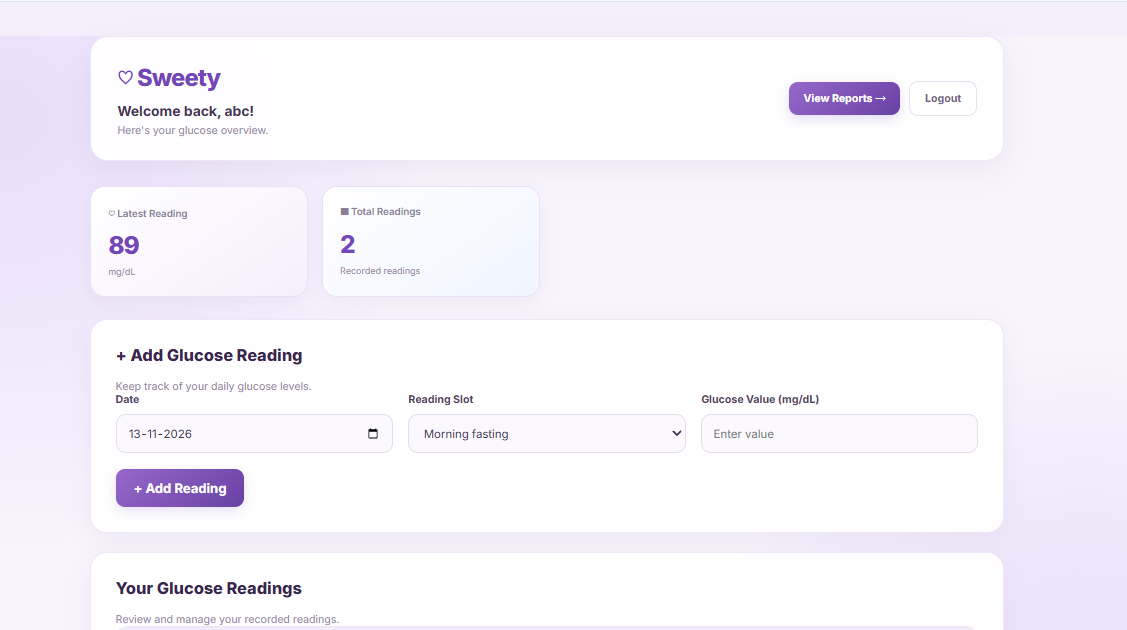 ♡ Sweety
Welcome back, abc!
Here's your glucose overview.
View Reports →
Logout
♡ Latest Reading
89
mg/dL
■ Total Readings
2
Recorded readings
+ Add Glucose Reading
Keep track of your daily glucose levels.
Date
Reading Slot
Glucose Value (mg/dL)
13-11-2026
Morning fasting
Enter value
+ Add Reading
Your Glucose Readings
Review and manage your recorded readings.